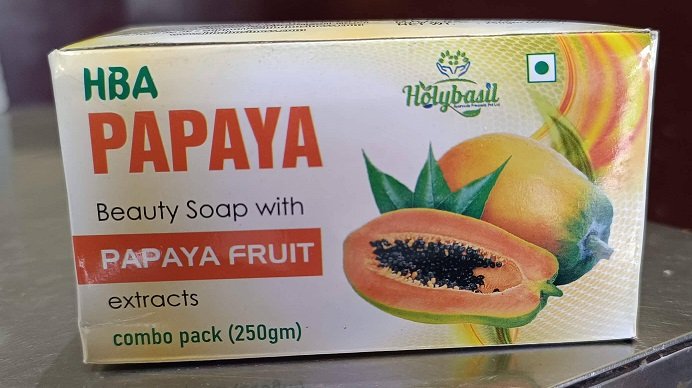 HBA
PAPAYA
Beauty Soap with
PAPAYA FRUIT
extracts
combo pack (250gm)
Holybasil